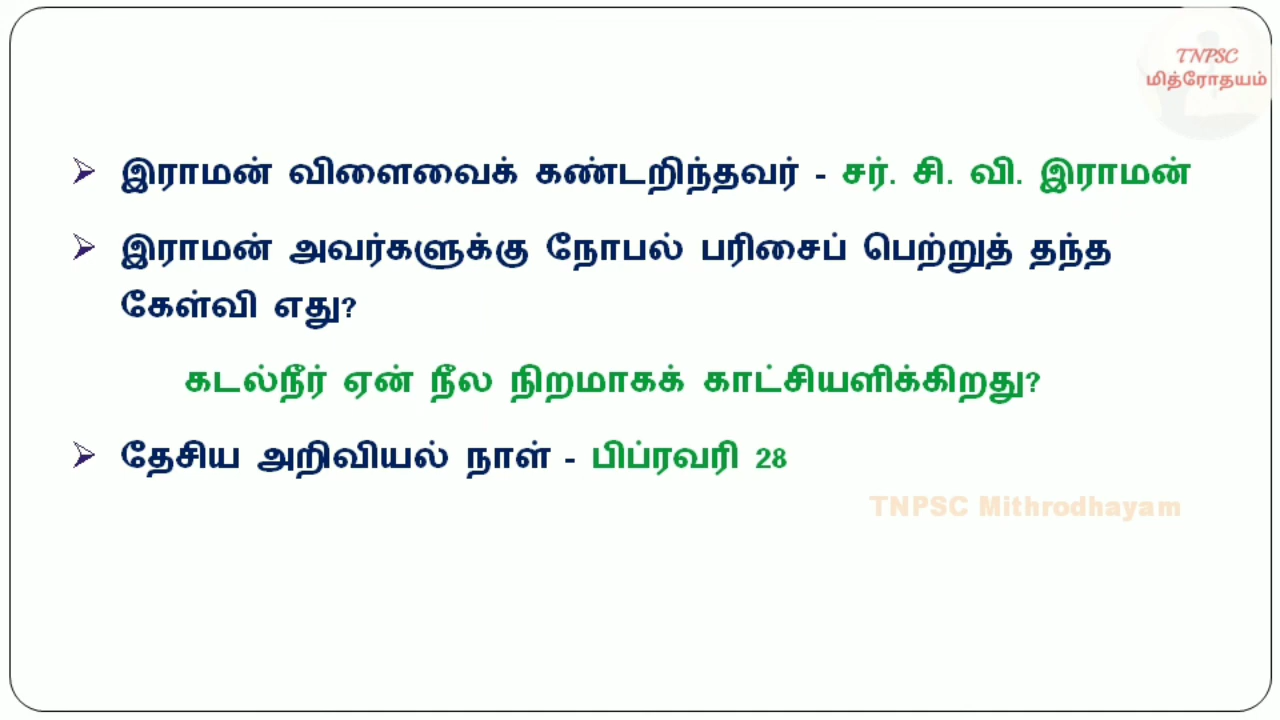 TNPSC
மித்ரோதயம்
இராமன் விளைவைக் கண்டறிந்தவர் - சர். சி. வி. இராமன்
இராமன் அவர்களுக்கு நோபல் பரிசைப் பெற்றுத் தந்த
கேள்வி எது?
கடல்நீர் ஏன் நீல நிறமாகக் காட்சியளிக்கிறது?
தேசிய அறிவியல் நாள் - பிப்ரவரி 28
TNPSC Mithrodhayam